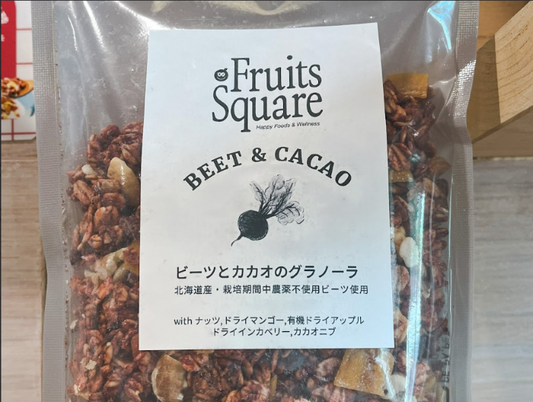 Fruits
Square
Happy Foods & Wellness
BEET & CACAO
ビーツとカカオのグラノーラ
北海道産・栽培期間中農薬不使用ビーツ使用
with ナッツ,ドライマンゴー,有機ドライアップル
ドライインカベリー,カカオニブ